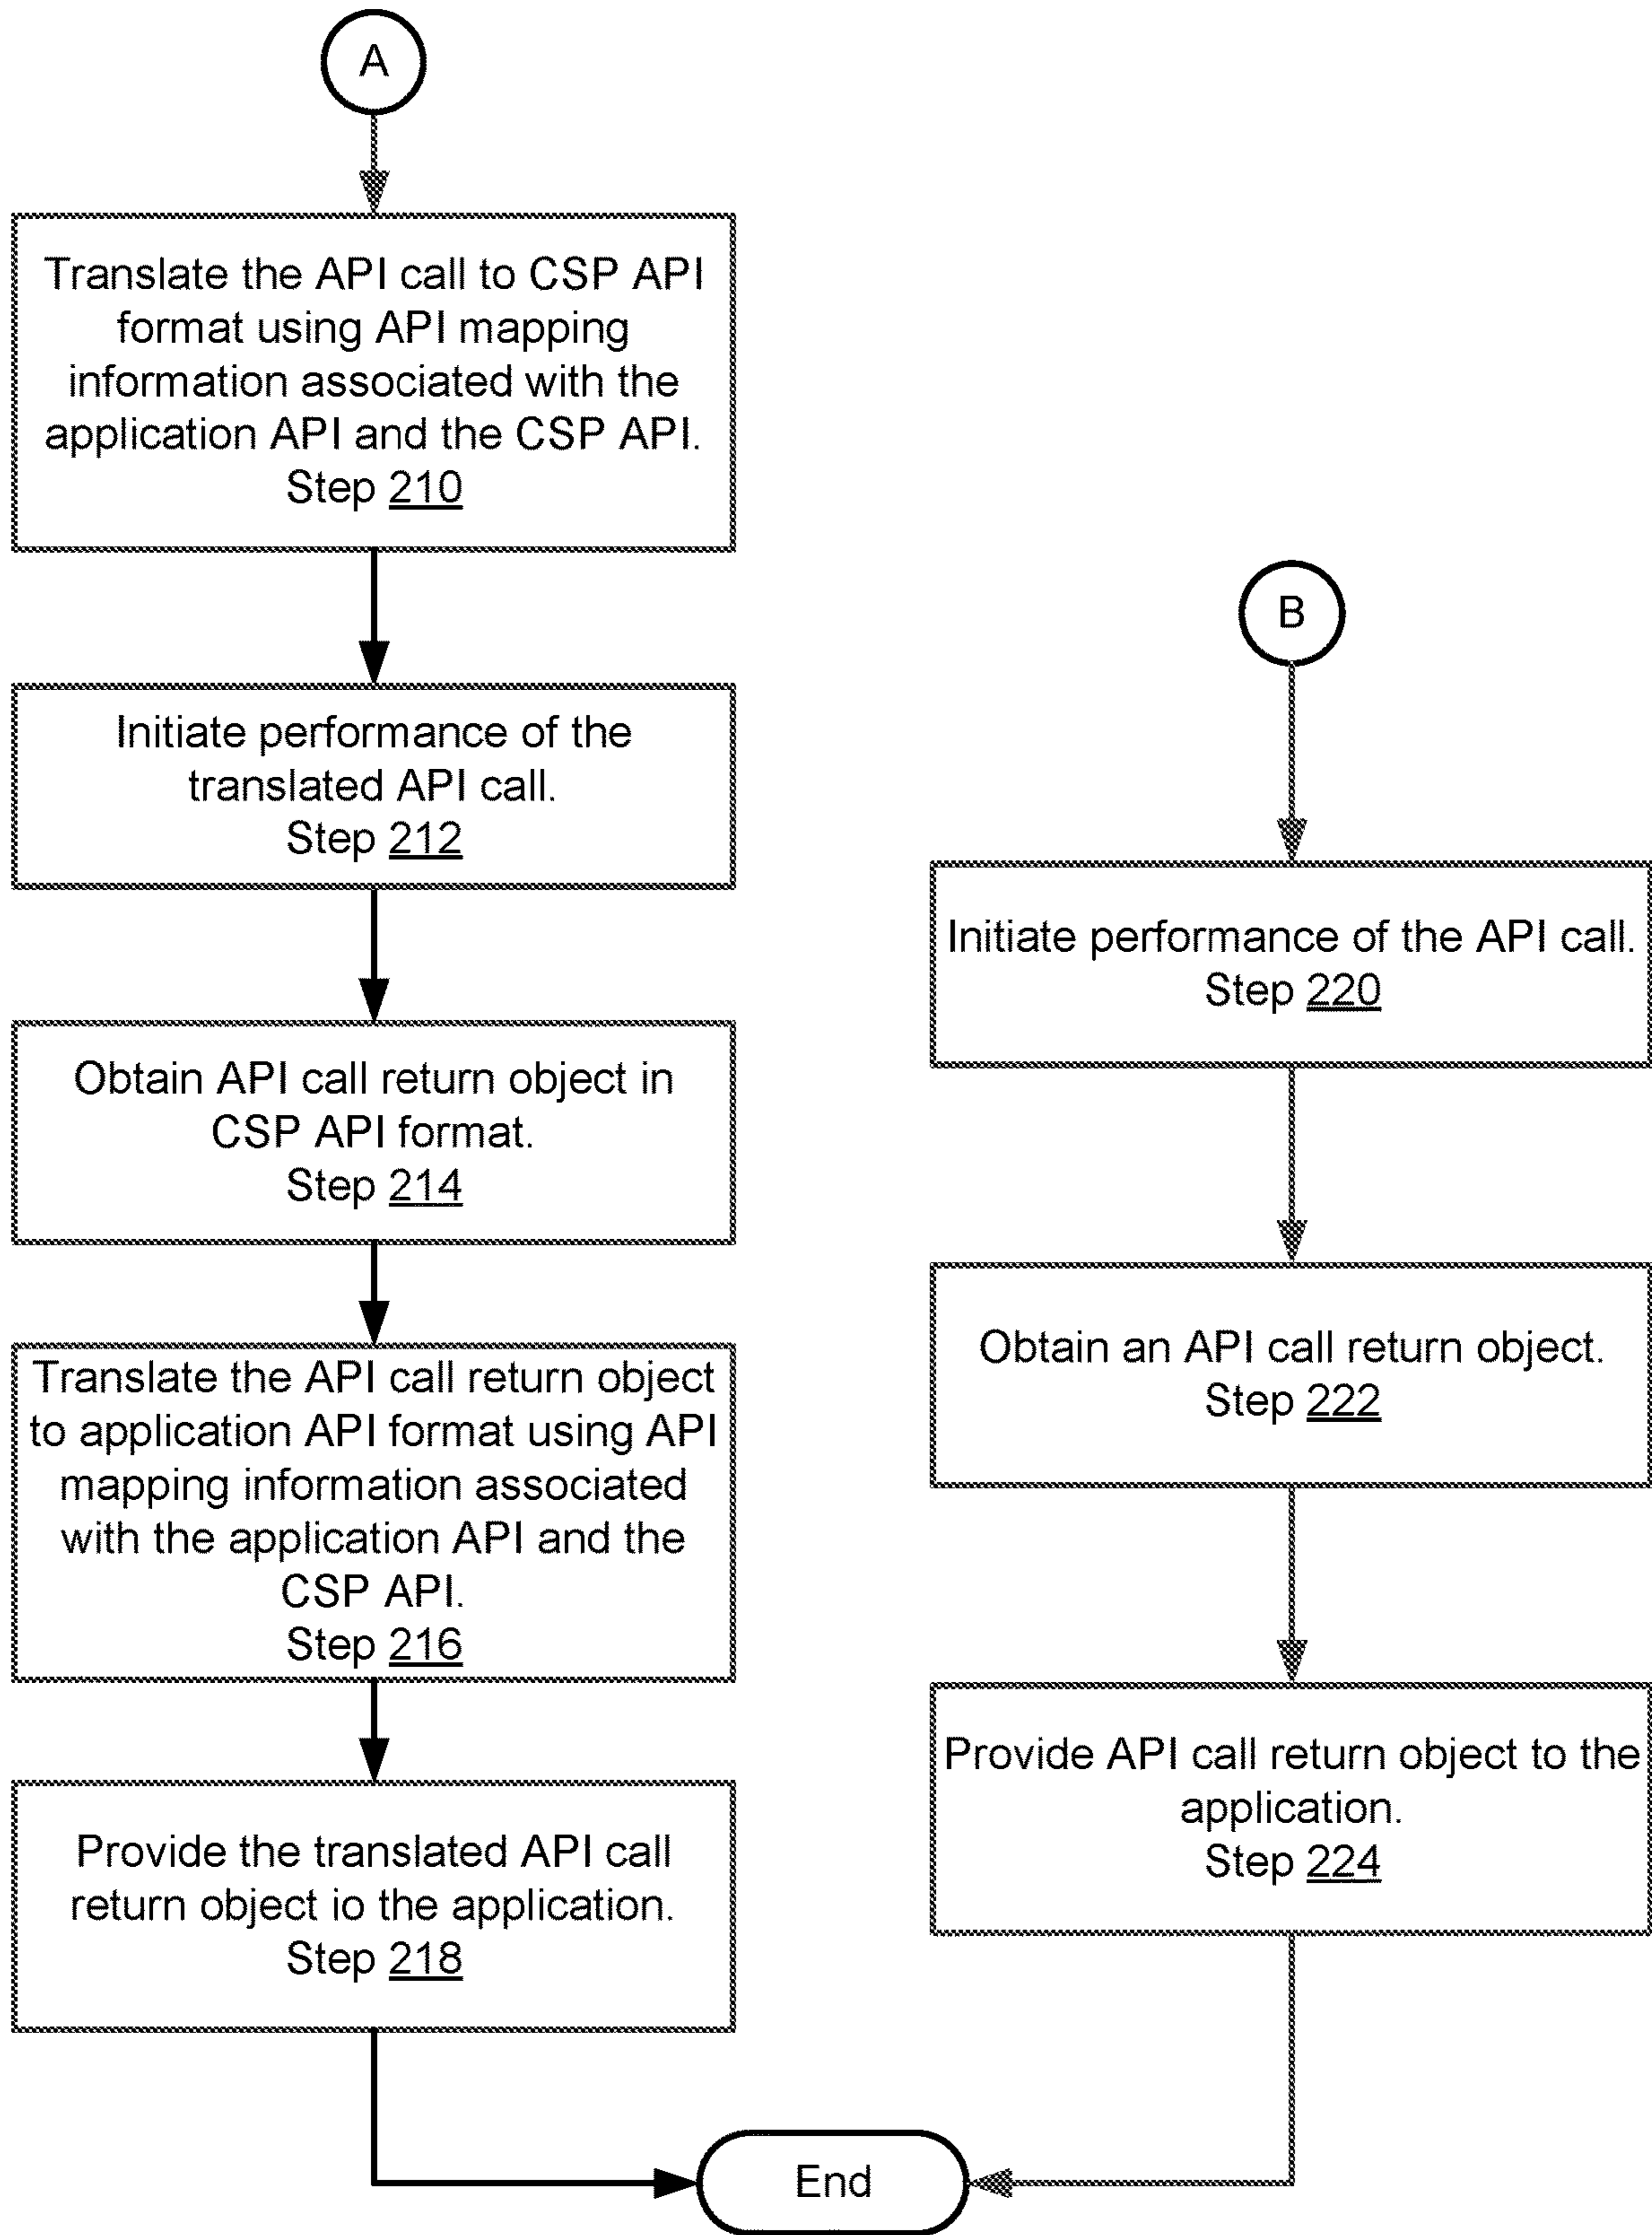 A
Translate the API call to CSP API
format using API mapping
information associated with the
application API and the CSP API.
Step 210
Initiate performance of the
translated API call.
Step 212
Obtain API call return object in
CSP API format.
Step 214
Translate the API call return object
to application API format using API
mapping information associated
with the application API and the
CSP API.
Step 216
Provide the translated API call
return object io the application.
Step 218
B
Initiate performance of the API call.
Step 220
Obtain an API call return object.
Step 222
Provide API call return object to the
application.
Step 224
End